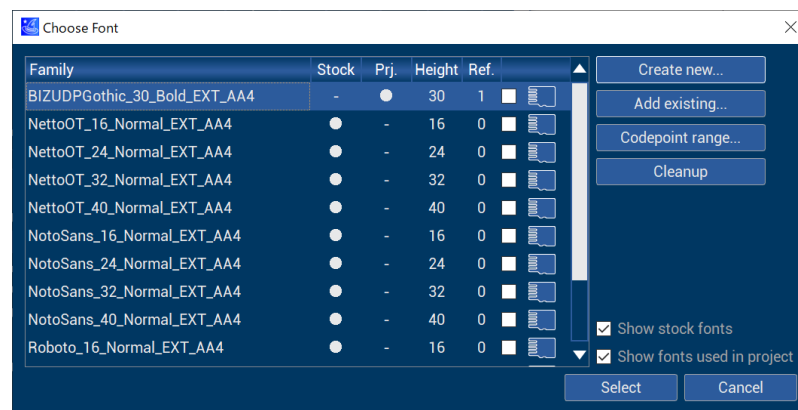 Choose Font
Family Stock Prj. Height Ref.
BIZUDPGothic_30_Bold_EXT_AA4 - 30 1
NettoOT_16_Normal_EXT_AA4 - 16 0
NettoOT_24_Normal_EXT_AA4 - 24 0
NettoOT_32_Normal_EXT_AA4 - 32 0
NettoOT_40_Normal_EXT_AA4 - 40 0
NotoSans_16_Normal_EXT_AA4 - 16 0
NotoSans_24_Normal_EXT_AA4 - 24 0
NotoSans_32_Normal_EXT_AA4 - 32 0
NotoSans_40_Normal_EXT_AA4 - 40 0
Roboto_16_Normal_EXT_AA4 - 16 0
Create new...
Add existing...
Codepoint range...
Cleanup
Show stock fonts
Show fonts used in project
Select Cancel